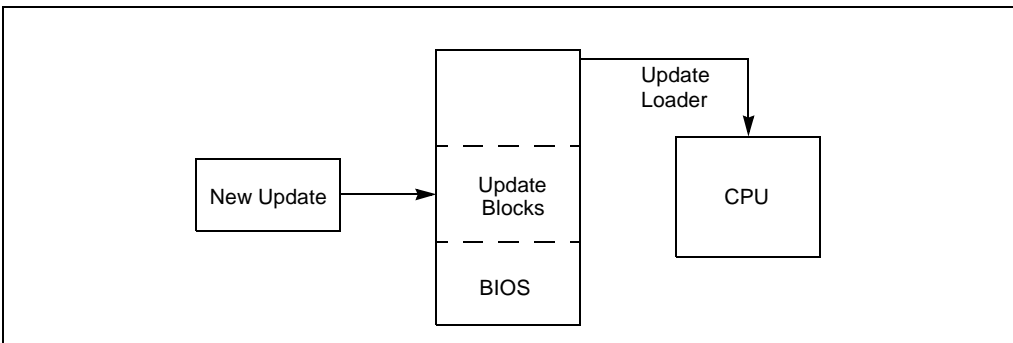 Update
Loader
New Update
Update
Blocks
CPU
BIOS